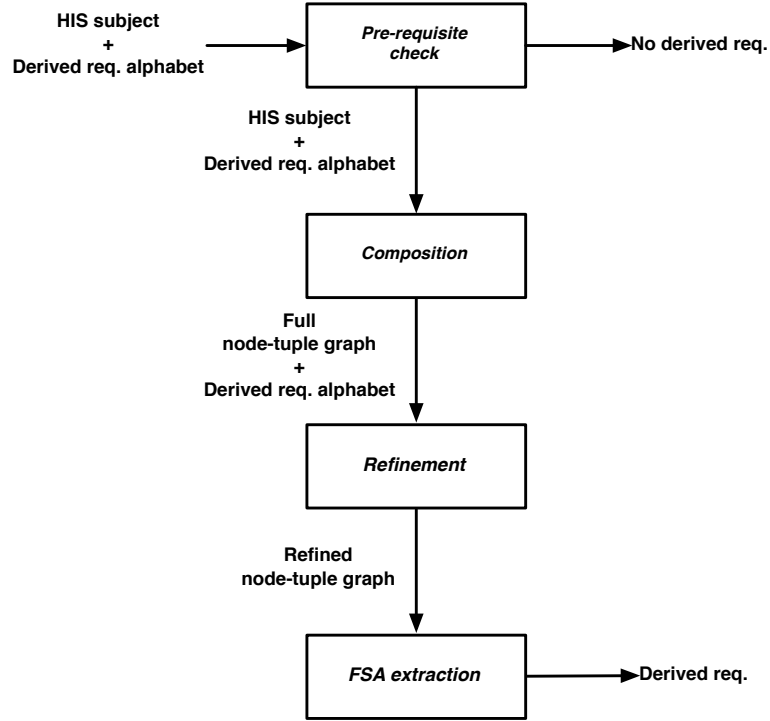 HIS subject
+
Derived req. alphabet
Pre-requisite
check
No derived req.
HIS subject
+
Derived req. alphabet
Composition
Full
node-tuple graph
+
Derived req. alphabet
Refinement
Refined
node-tuple graph
FSA extraction
Derived req.